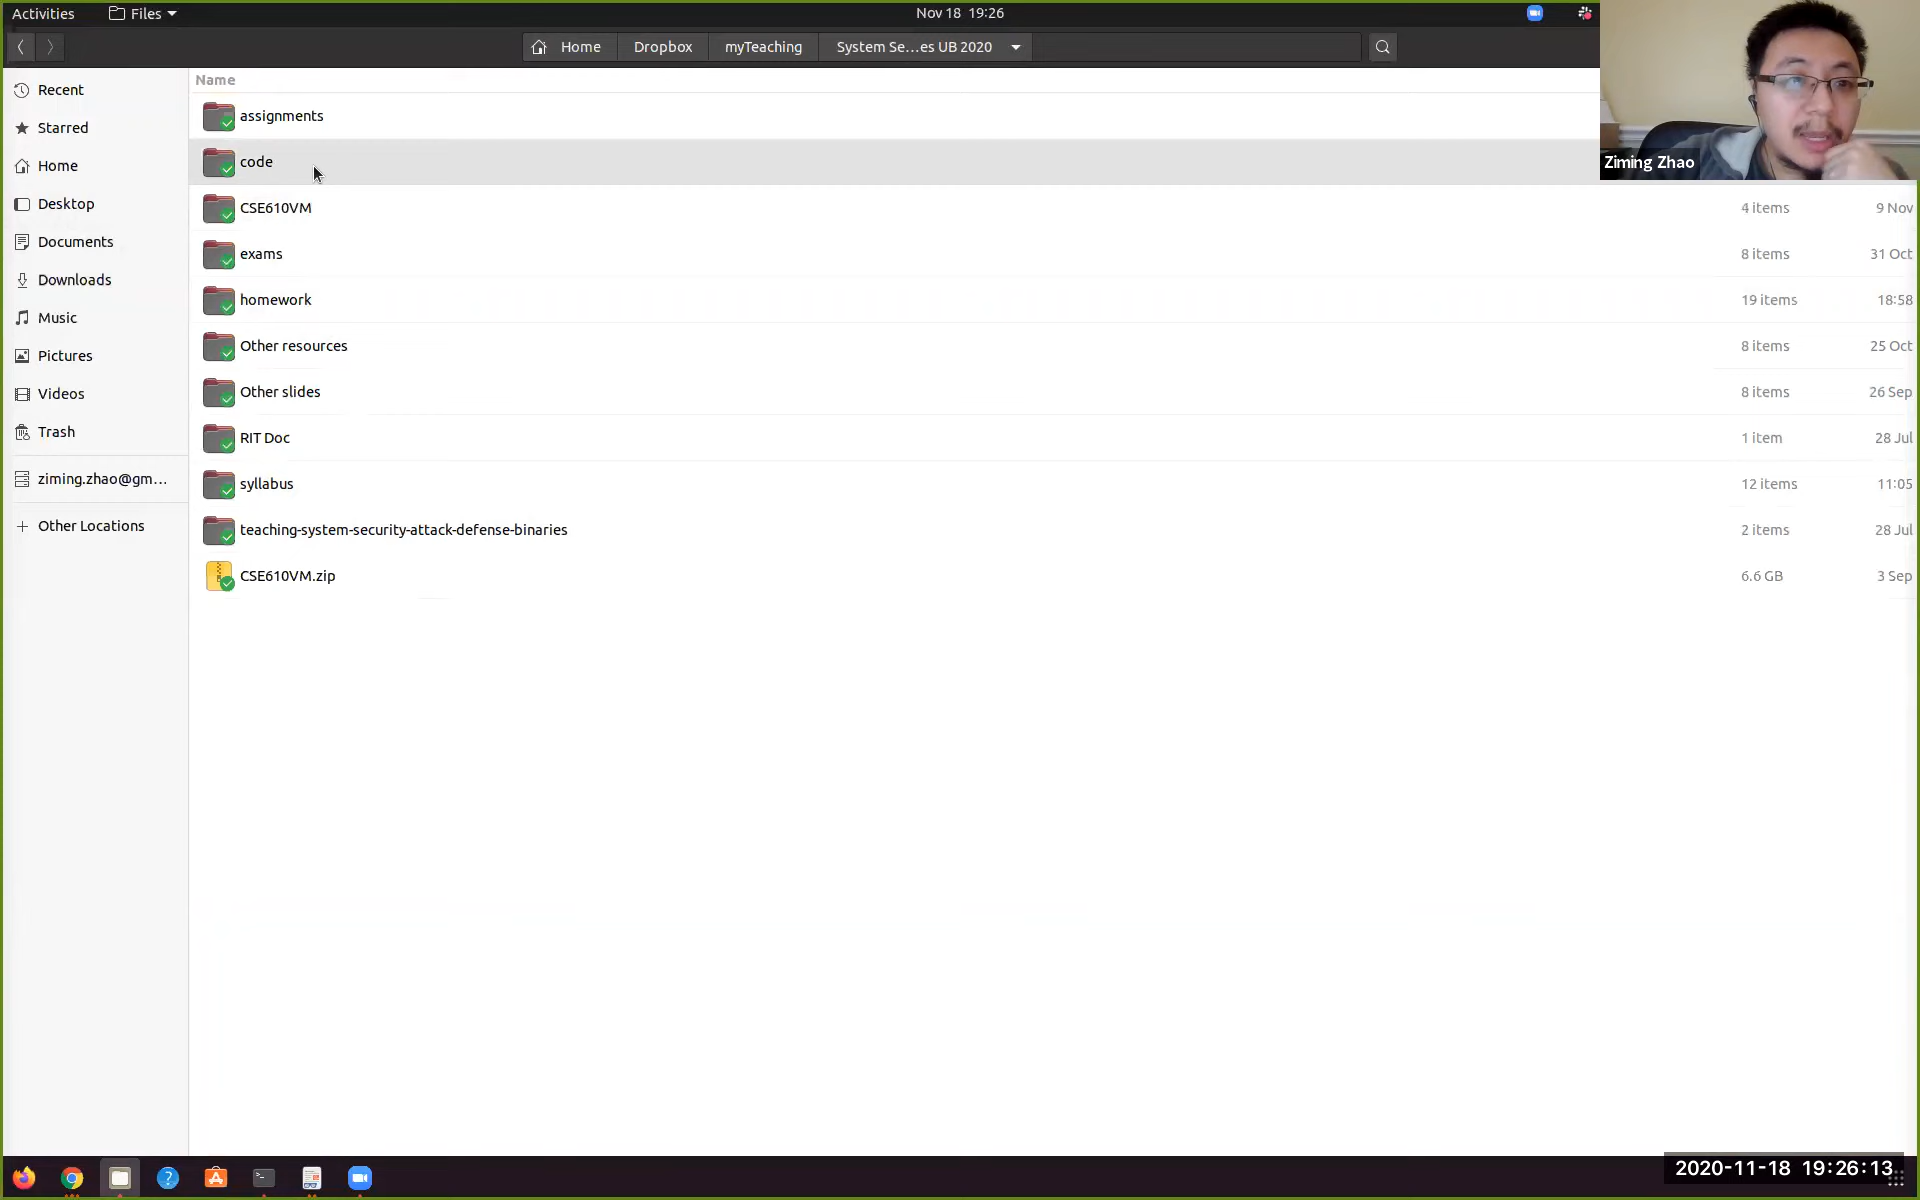 Activities
Files
Nov 18 19:26
Home
Dropbox
myTeaching
System Se...es UB 2020
Recent
Starred
Home
Desktop
Documents
Downloads
Music
Pictures
Videos
Trash
ziming.zhao@gm...
Other Locations
Name
assignments
code
CSE610VM 4 items 9 Nov
exams 8 items 31 Oct
homework 19 items 18:58
Other resources 8 items 25 Oct
Other slides 8 items 26 Sep
RIT Doc 1 item 28 Jul
syllabus 12 items 11:05
teaching-system-security-attack-defense-binaries 2 items 28 Jul
CSE610VM.zip 6.6 GB 3 Sep
Ziming Zhao
2020-11-18 19:26:13